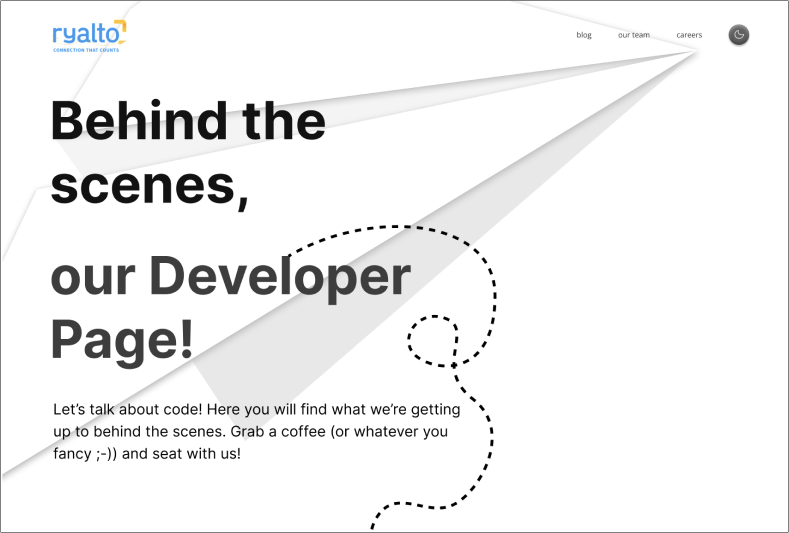 ryalto
CONNECTION THAT COUNTS
blog
our team
careers
Behind the
scenes,
our Developer
Page!
Let’s talk about code! Here you will find what we’re getting
up to behind the scenes. Grab a coffee (or whatever you
fancy ;-)) and seat with us!